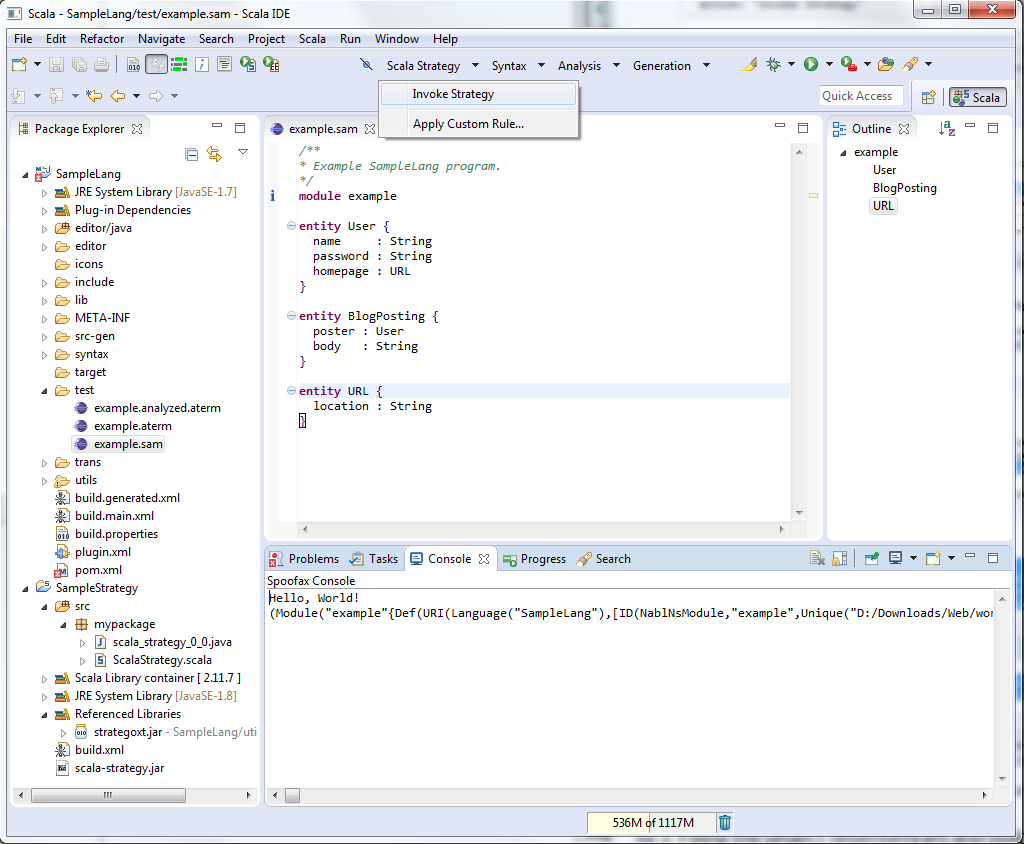 Scala - SampleLang/test/example.sam - Scala IDE
File Edit Refactor Navigate Search Project Scala Run Window Help
Scala Strategy Syntax Analysis Generation
Invoke Strategy
Apply Custom Rule...
Quick Access
Scala
Package Explorer
SampleLang
JRE System Library [JavaSE-1.7]
Plug-in Dependencies
editor/java
editor
icons
include
lib
META-INF
src-gen
syntax
target
test
example.analyzed.aterm
example.aterm
example.sam
trans
utils
build.generated.xml
build.main.xml
build.properties
plugin.xml
pom.xml
SampleStrategy
src
mypackage
scala_strategy_0_0.java
ScalaStrategy.scala
Scala Library container [ 2.11.7 ]
JRE System Library [JavaSE-1.8]
Referenced Libraries
strategoxt.jar - SampleLang/uti
build.xml
scala-strategy.jar
example.sam
/**
* Example SampleLang program.
*/
module example
entity User {
name : String
password : String
homepage : URL
}
entity BlogPosting {
poster : User
body : String
}
entity URL {
location : String
}
Outline
example
User
BlogPosting
URL
Problems Tasks Console Progress Search
Spoofax Console
Hello, World!
(Module("example"{Def(URI(Language("SampleLang"),[ID(NablNsModule,"example",Unique("D:/Downloads/Web/wor
536M of 1117M